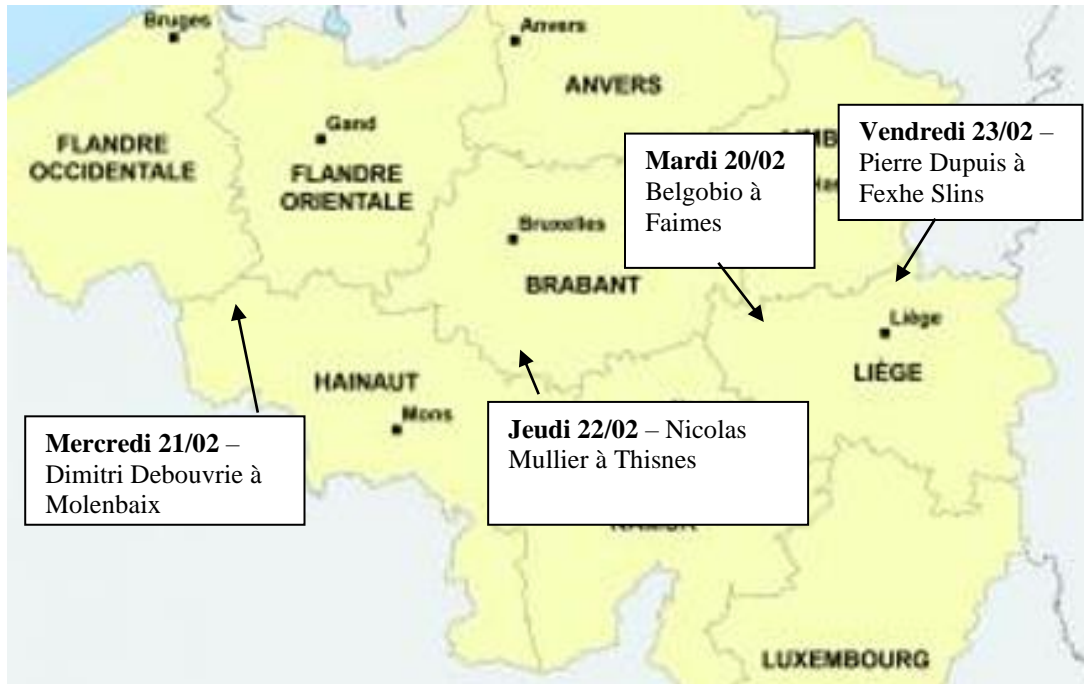 Bruges
Anvers
ANVERS
Gand
FLANDRE
OCCIDENTALE
FLANDRE
ORIENTALE
Mardi 20/02
Belgobio à
Faimes
Vendredi 23/02 –
Pierre Dupuis à
Fexhe Slins
Bruxelles
BRABANT
Liège
LIÈGE
HAINAUT
Mons
Mercredi 21/02 –
Dimitri Debouvrie à
Molenbaix
Jeudi 22/02 – Nicolas
Mullier à Thisnes
LUXEMBOURG